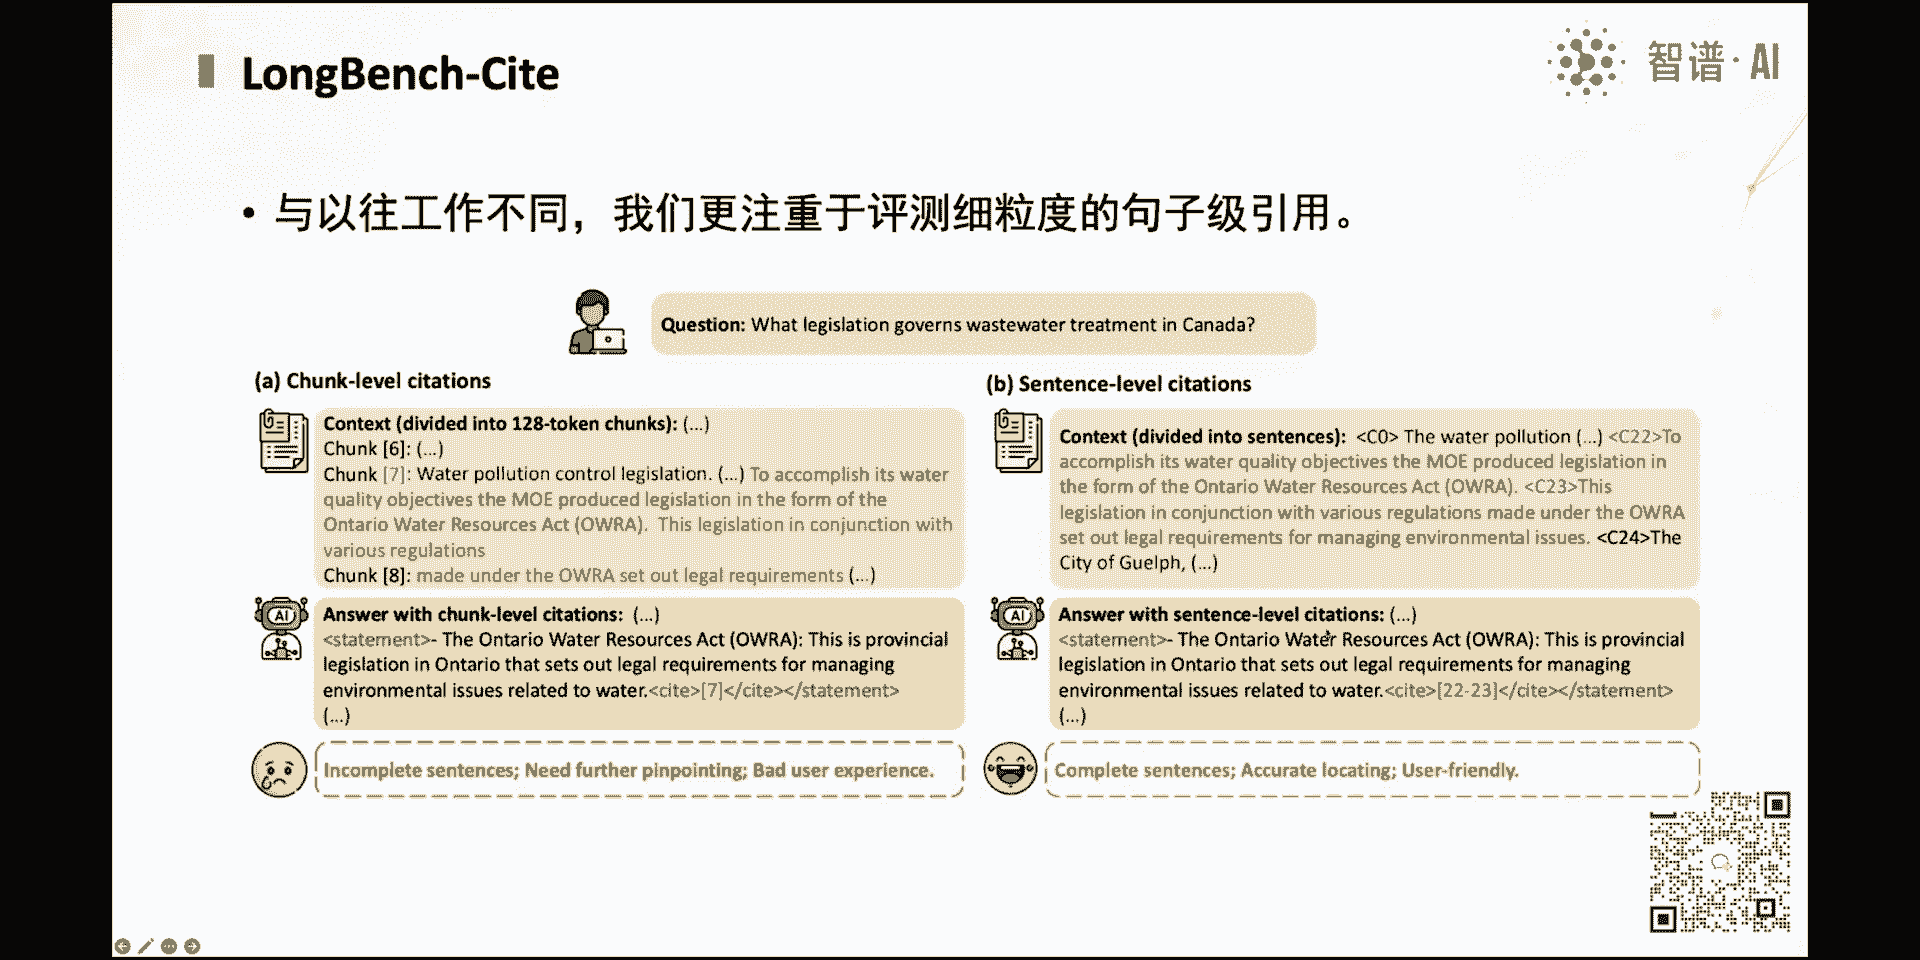 LongBench-Cite
智谱·AI
• 与以往工作不同，我们更注重于评测细粒度的句子级引用。
Question: What legislation governs wastewater treatment in Canada?
(a) Chunk-level citations
Context (divided into 128-token chunks): (...)
Chunk [6]: (...)
Chunk [7]: Water pollution control legislation. (...) To accomplish its water
quality objectives the MOE produced legislation in the form of the
Ontario Water Resources Act (OWRA). This legislation in conjunction with
various regulations
Chunk [8]: made under the OWRA set out legal requirements (...)
AI
Answer with chunk-level citations: (...)
<statement>- The Ontario Water Resources Act (OWRA): This is provincial
legislation in Ontario that sets out legal requirements for managing
environmental issues related to water.<cite>[7]</cite></statement>
(...)
Incomplete sentences; Need further pinpointing; Bad user experience.
(b) Sentence-level citations
Context (divided into sentences): <C0> The water pollution (...) <C22>To
accomplish its water quality objectives the MOE produced legislation in
the form of the Ontario Water Resources Act (OWRA). <C23>This
legislation in conjunction with various regulations made under the OWRA
set out legal requirements for managing environmental issues. <C24>The
City of Guelph, (...)
AI
Answer with sentence-level citations: (...)
<statement>- The Ontario Water Resources Act (OWRA): This is provincial
legislation in Ontario that sets out legal requirements for managing
environmental issues related to water.<cite>[22-23]</cite></statement>
(...)
Complete sentences; Accurate locating; User-friendly.